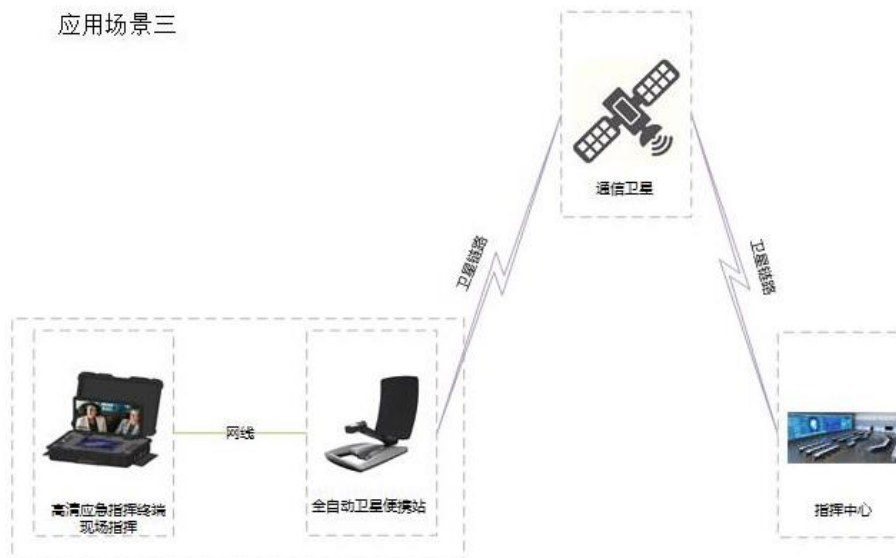 应用场景三
通信卫星
卫星链路
卫星链路
网线
高清应急指挥终端
现场指挥
全自动卫星便携站
指挥中心